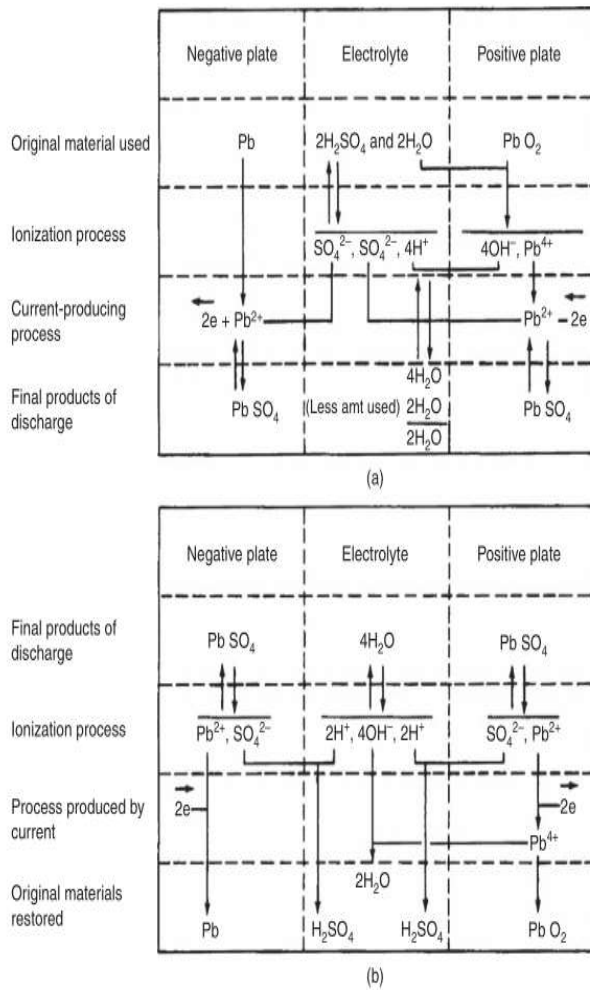 Negative plate Electrolyte Positive plate
Original material used Pb 2H₂SO₄ and 2H₂O Pb O₂
Ionization process SO₄²⁻, SO₄²⁻, 4H⁺ 4OH⁻, Pb⁴⁺
Current-producing
process 2e + Pb²⁺ Pb²⁺ – 2e
4H₂O
Final products of
discharge Pb SO₄ (Less amt used) 2H₂O Pb SO₄
2H₂O
(a)
Negative plate Electrolyte Positive plate
Final products of
discharge Pb SO₄ 4H₂O Pb SO₄
Ionization process Pb²⁺, SO₄²⁻ 2H⁺, 4OH⁻, 2H⁺ SO₄²⁻, Pb²⁺
Process produced by
current 2e 2e
Pb⁴⁺
2H₂O
Original materials
restored Pb H₂SO₄ H₂SO₄ Pb O₂
(b)